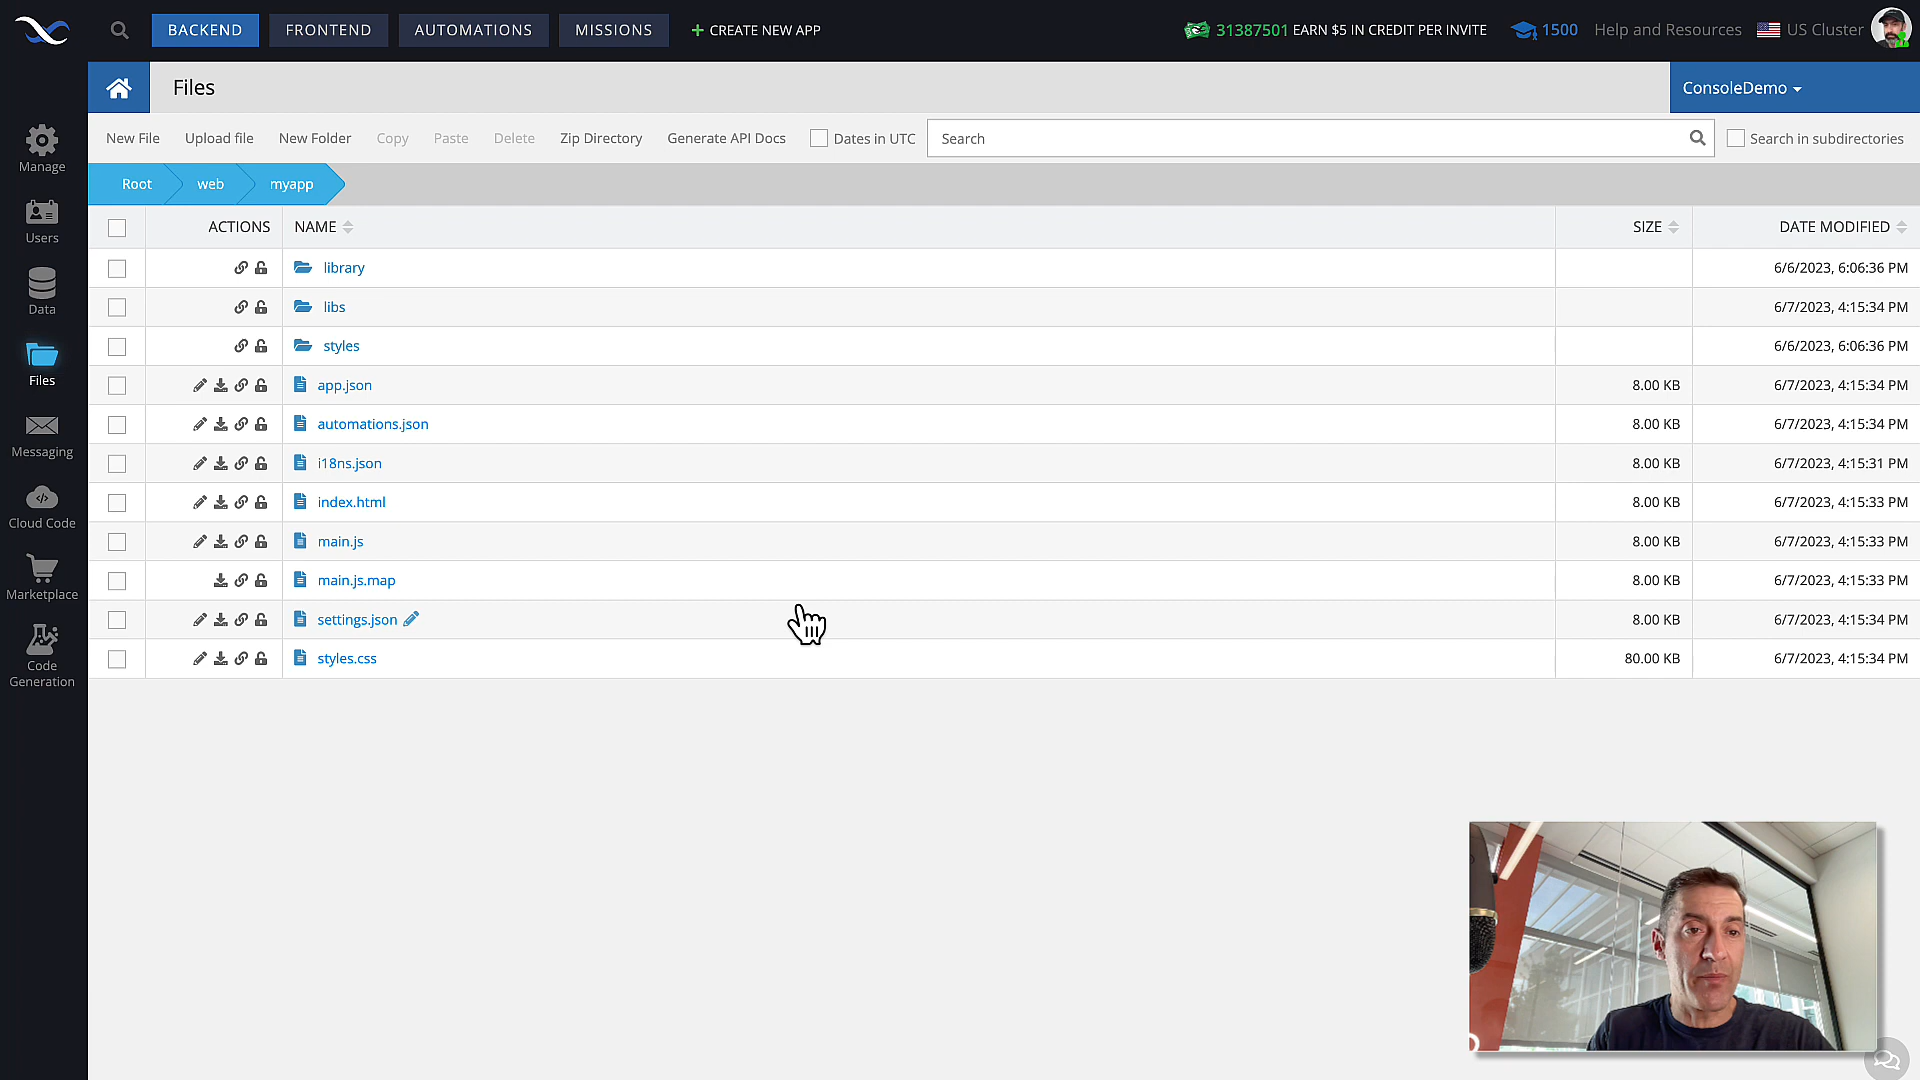 BACKEND FRONTEND AUTOMATIONS MISSIONS + CREATE NEW APP 31387501 EARN $5 IN CREDIT PER INVITE 1500 Help and Resources US Cluster
Files ConsoleDemo
New File Upload file New Folder Copy Paste Delete Zip Directory Generate API Docs Dates in UTC Search Search in subdirectories
Root web myapp
ACTIONS NAME SIZE DATE MODIFIED
library 6/6/2023, 6:06:36 PM
libs 6/7/2023, 4:15:34 PM
styles 6/6/2023, 6:06:36 PM
app.json 8.00 KB 6/7/2023, 4:15:34 PM
automations.json 8.00 KB 6/7/2023, 4:15:34 PM
i18ns.json 8.00 KB 6/7/2023, 4:15:31 PM
index.html 8.00 KB 6/7/2023, 4:15:33 PM
main.js 8.00 KB 6/7/2023, 4:15:33 PM
main.js.map 8.00 KB 6/7/2023, 4:15:33 PM
settings.json 8.00 KB 6/7/2023, 4:15:34 PM
styles.css 80.00 KB 6/7/2023, 4:15:34 PM
Manage
Users
Data
Files
Messaging
Cloud Code
Marketplace
Code
Generation